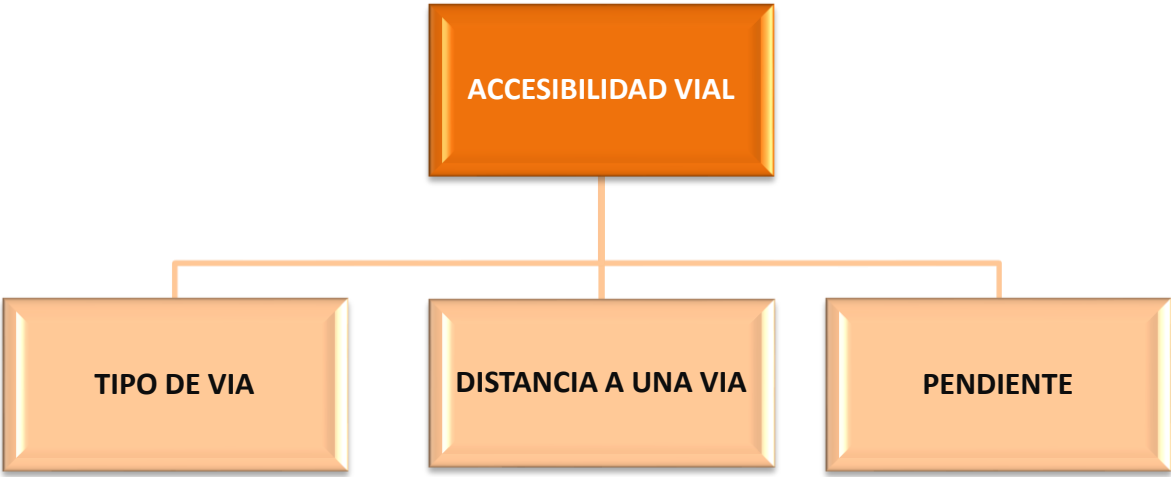 ACCESIBILIDAD VIAL
TIPO DE VIA
DISTANCIA A UNA VIA
PENDIENTE